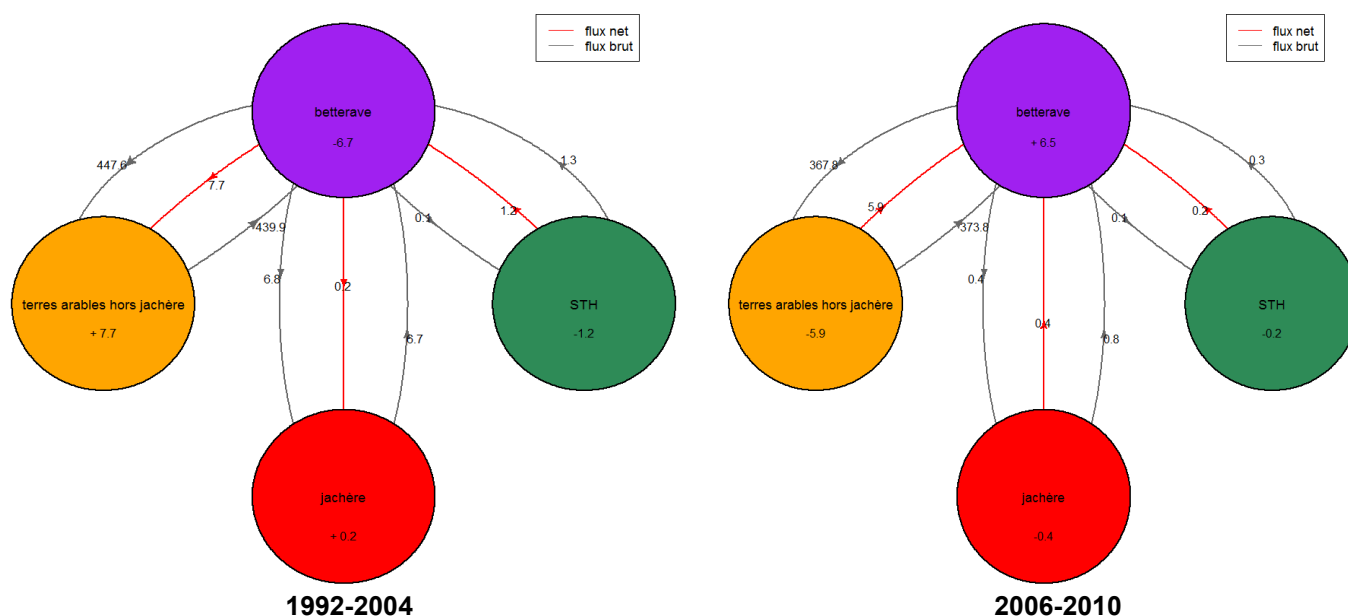 flux net
flux brut
betterave
-6.7
447.6
7.7
1.3
439.9
0.1
1.2
6.8
0.2
6.7
terres arables hors jachère
+ 7.7
STH
-1.2
jachère
+ 0.2
1992-2004
flux net
flux brut
betterave
+ 6.5
367.8
5.9
0.3
373.8
0.1
0.2
0.4
0.4
0.8
terres arables hors jachère
-5.9
STH
-0.2
jachère
-0.4
2006-2010